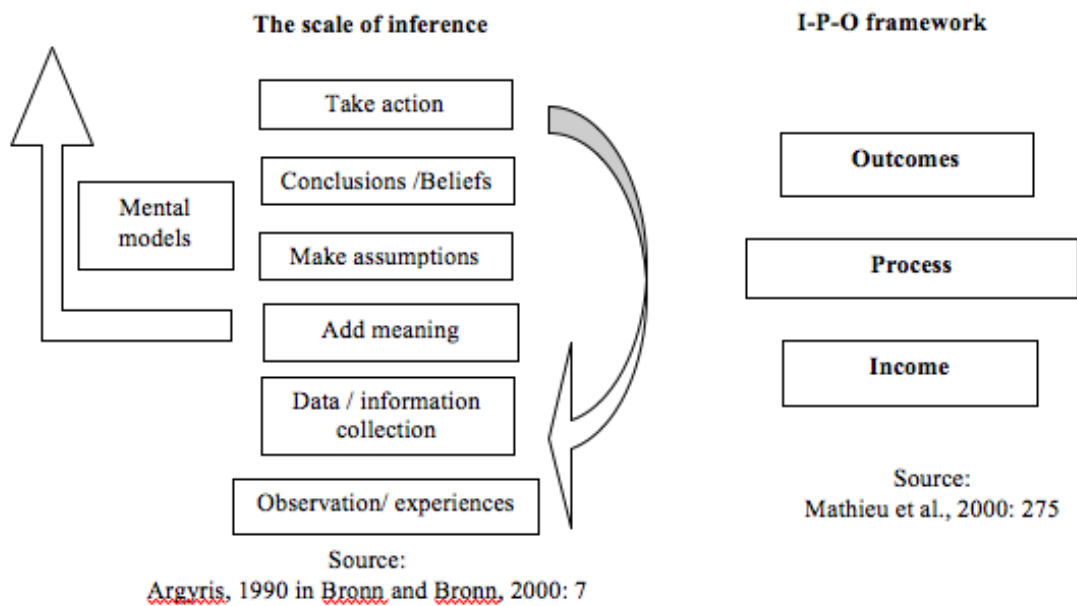 The scale of inference
Take action
Conclusions /Beliefs
Mental
models
Make assumptions
Add meaning
Data / information
collection
Observation/ experiences
Source:
Argyris, 1990 in Bronn and Bronn, 2000: 7
I-P-O framework
Outcomes
Process
Income
Source:
Mathieu et al., 2000: 275